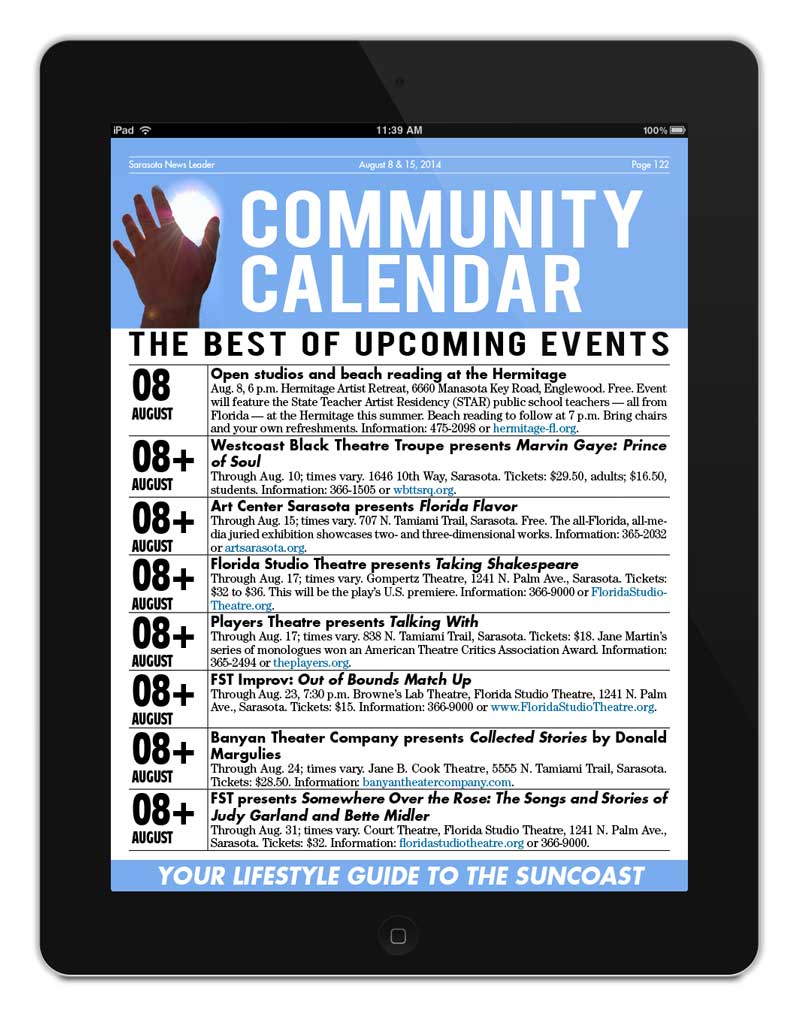 iPad 11:39 AM 100%
Sarasota News Leader August 8 & 15, 2014 Page 122
COMMUNITY
CALENDAR
THE BEST OF UPCOMING EVENTS
08
AUGUST
Open studios and beach reading at the Hermitage
Aug. 8, 6 p.m. Hermitage Artist Retreat, 6660 Manasota Key Road, Englewood. Free. Event
will feature the State Teacher Artist Residency (STAR) public school teachers — all from
Florida — at the Hermitage this summer. Beach reading to follow at 7 p.m. Bring chairs
and your own refreshments. Information: 475-2098 or hermitage-fl.org.
08+
AUGUST
Westcoast Black Theatre Troupe presents Marvin Gaye: Prince
of Soul
Through Aug. 10; times vary. 1646 10th Way, Sarasota. Tickets: $29.50, adults; $16.50,
students. Information: 366-1505 or wbttsrq.org.
08+
AUGUST
Art Center Sarasota presents Florida Flavor
Through Aug. 15; times vary. 707 N. Tamiami Trail, Sarasota. Free. The all-Florida, all-me-
dia juried exhibition showcases two- and three-dimensional works. Information: 365-2032
or artsarasota.org.
08+
AUGUST
Florida Studio Theatre presents Taking Shakespeare
Through Aug. 17; times vary. Gompertz Theatre, 1241 N. Palm Ave., Sarasota. Tickets:
$32 to $36. This will be the play's U.S. premiere. Information: 366-9000 or FloridaStudio-
Theatre.org.
08+
AUGUST
Players Theatre presents Talking With
Through Aug. 17; times vary. 838 N. Tamiami Trail, Sarasota. Tickets: $18. Jane Martin's
series of monologues won an American Theatre Critics Association Award. Information:
365-2494 or theplayers.org.
08+
AUGUST
FST Improv: Out of Bounds Match Up
Through Aug. 23, 7:30 p.m. Browne's Lab Theatre, Florida Studio Theatre, 1241 N. Palm
Ave., Sarasota. Tickets: $15. Information: 366-9000 or www.FloridaStudioTheatre.org.
08+
AUGUST
Banyan Theater Company presents Collected Stories by Donald
Margulies
Through Aug. 24; times vary. Jane B. Cook Theatre, 5555 N. Tamiami Trail, Sarasota.
Tickets: $28.50. Information: banyantheatercompany.com.
08+
AUGUST
FST presents Somewhere Over the Rose: The Songs and Stories of
Judy Garland and Bette Midler
Through Aug. 31; times vary. Court Theatre, Florida Studio Theatre, 1241 N. Palm Ave.,
Sarasota. Tickets: $32. Information: floridastudiotheatre.org or 366-9000.
YOUR LIFESTYLE GUIDE TO THE SUNCOAST